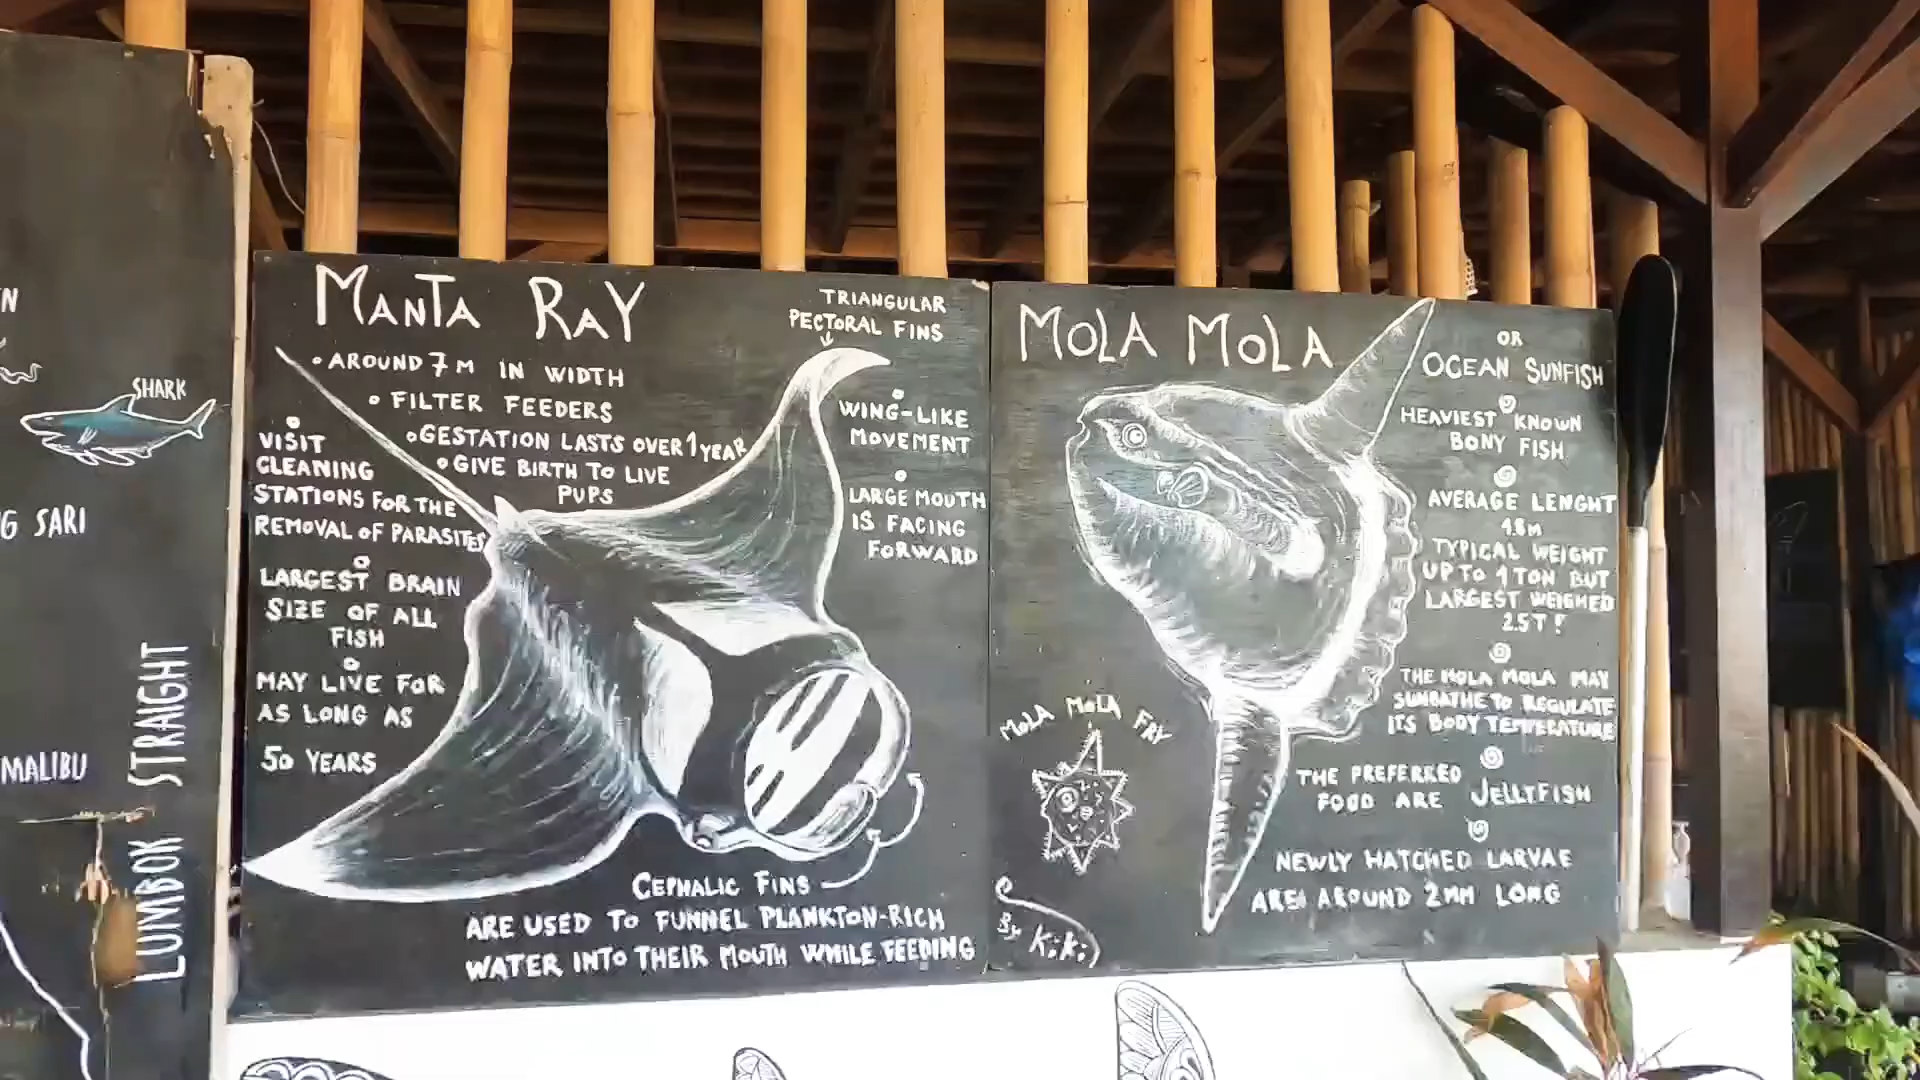 N
SHARK
G SARI
MALIBU
LUMBOK STRAIGHT
MANTA RAY
TRIANGULAR
PECTORAL FINS
AROUND 7 M IN WIDTH
FILTER FEEDERS
GESTATION LASTS OVER 1 YEAR
GIVE BIRTH TO LIVE
PUPS
VISIT
CLEANING
STATIONS FOR THE
REMOVAL OF PARASITES
LARGEST BRAIN
SIZE OF ALL
FISH
MAY LIVE FOR
AS LONG AS
50 YEARS
WING-LIKE
MOVEMENT
LARGE MOUTH
IS FACING
FORWARD
CEPHALIC FINS
ARE USED TO FUNNEL PLANKTON-RICH
WATER INTO THEIR MOUTH WHILE FEEDING
MOLA MOLA
OR
OCEAN SUNFISH
HEAVIEST KNOWN
BONY FISH
AVERAGE LENGHT
1.8M
TYPICAL WEIGHT
UP TO 1 TON BUT
LARGEST WEIGHED
2.5T!
THE MOLA MOLA MAY
SUNBATHE TO REGULATE
ITS BODY TEMPERATURE
THE PREFERRED
FOOD ARE JELLYFISH
NEWLY HATCHED LARVAE
ARE AROUND 2MM LONG
MOLA MOLA FRY
By Kiki